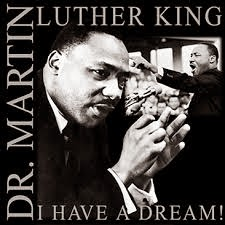 DR. MARTIN
LUTHER KING
I HAVE A DREAM!